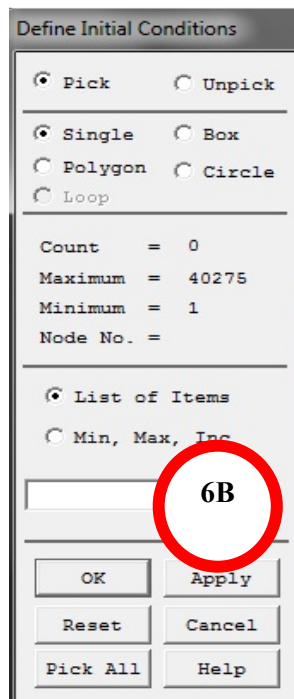 Define Initial Conditions
Pick Unpick
Single Box
Polygon Circle
Loop
Count = 0
Maximum = 40275
Minimum = 1
Node No. =
List of Items
Min, Max, Inc
6B
OK Apply
Reset Cancel
Pick All Help